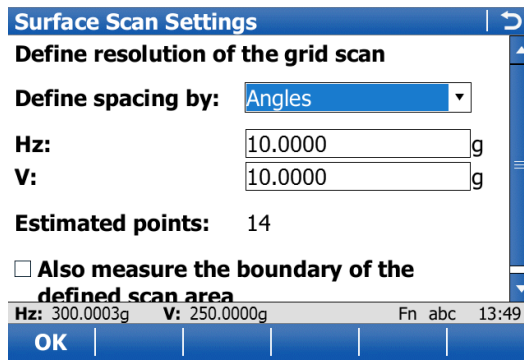 Surface Scan Settings
Define resolution of the grid scan
Define spacing by: Angles
Hz: 10.0000 g
V: 10.0000 g
Estimated points: 14
Also measure the boundary of the
defined scan area
Hz: 300.0003g V: 250.0000g Fn abc 13:49
OK